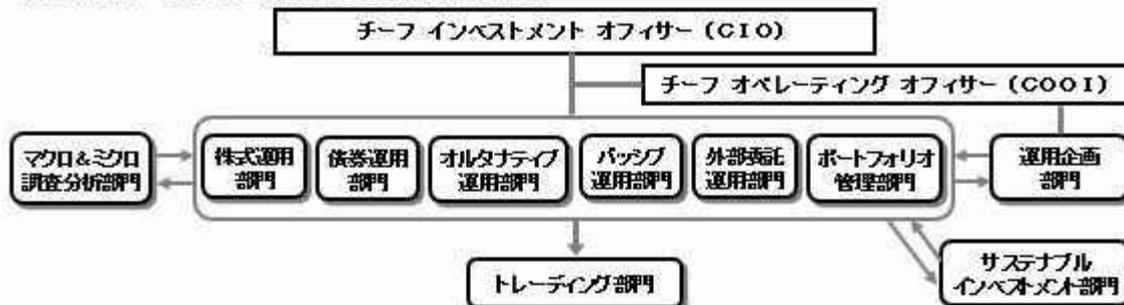 チーフ インベストメント オフィサー (CIO)
チーフ オペレーティング オフィサー (COOI)
マクロ&ミクロ
調査分析部門
株式運用
部門
債券運用
部門
オルタナティブ
運用部門
パッシブ
運用部門
外部委託
運用部門
ポートフォリオ
管理部門
運用企画
部門
トレーディング部門
サステナブル
インベストメント部門